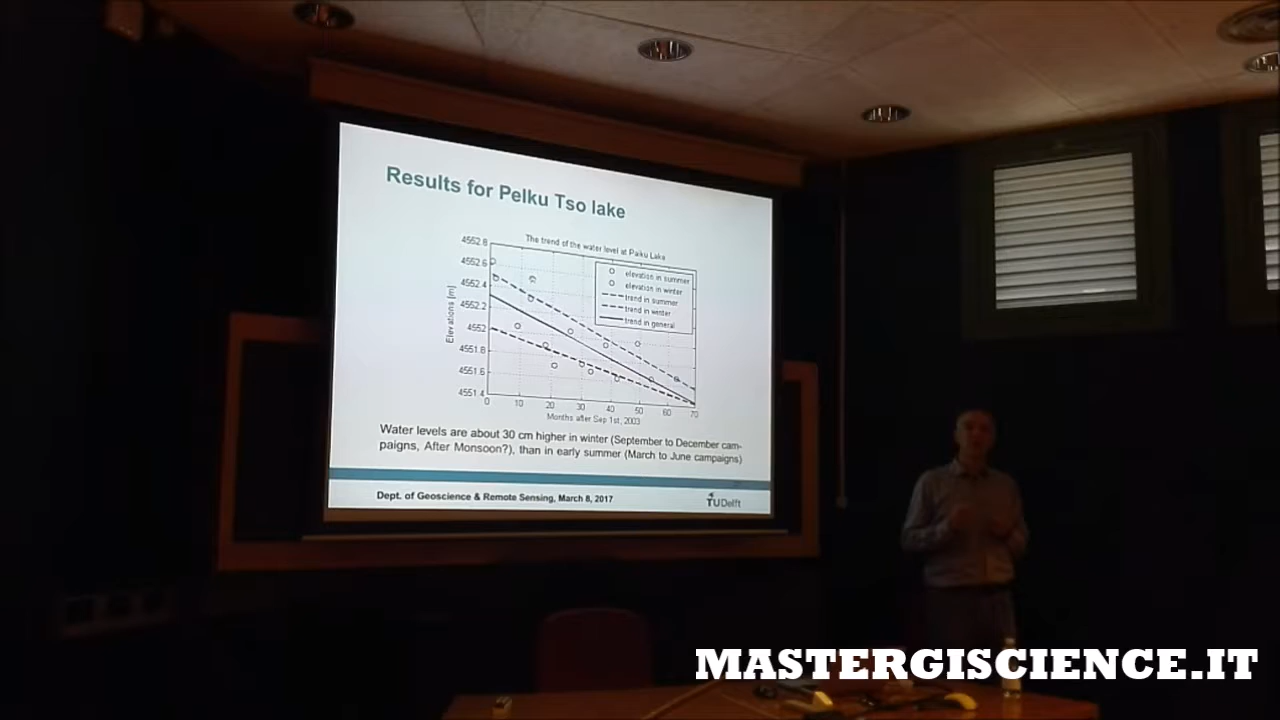 Results for Pelku Tso lake
The trend of the water level at Paiku Lake
4552.8
4552.6
4552.4
4552.2
4552
4551.8
4551.6
4551.4
Elevations [m]
elevation in summer
elevation in winter
trend in summer
trend in winter
trend in general
0 10 20 30 40 50 60 70
Months after Sep 1st, 2003
Water levels are about 30 cm higher in winter (September to December cam-
paigns, After Monsoon?), than in early summer (March to June campaigns)
Dept. of Geoscience & Remote Sensing, March 8, 2017
TU Delft
MASTERGISCIENCE.IT